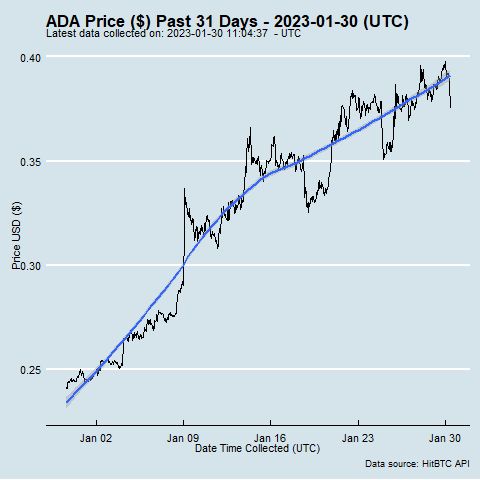 ADA Price ($) Past 31 Days - 2023-01-30 (UTC)
Latest data collected on: 2023-01-30 11:04:37 - UTC
0.40
0.35
0.30
0.25
Price USD ($)
Jan 02 Jan 09 Jan 16 Jan 23 Jan 30
Date Time Collected (UTC)
Data source: HitBTC API